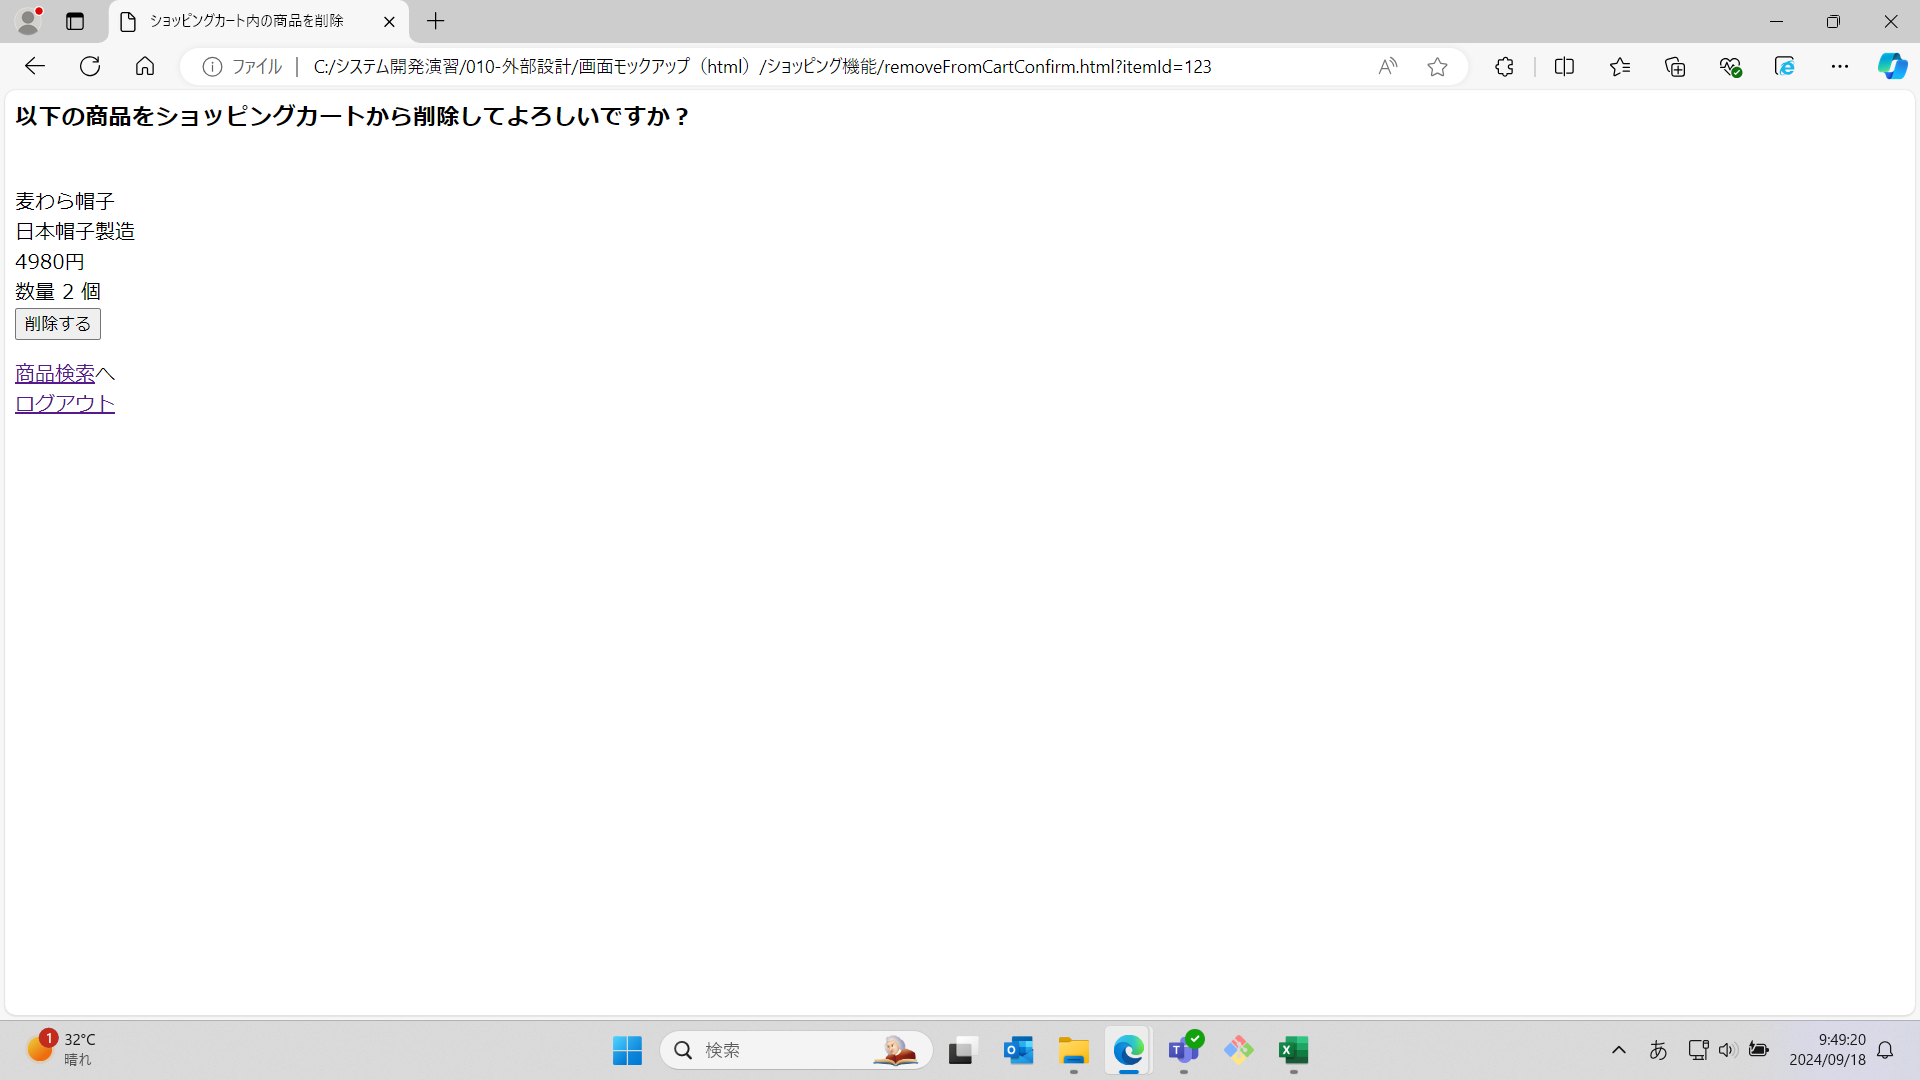 ショッピングカート内の商品を削除
ファイル
C:/システム開発演習/010-外部設計/画面モックアップ（html）/ショッピング機能/removeFromCartConfirm.html?itemId=123
以下の商品をショッピングカートから削除してよろしいですか？
麦わら帽子
日本帽子製造
4980円
数量 2 個
削除する
商品検索へ
ログアウト
1
32°C
晴れ
検索
あ
9:49:20
2024/09/18